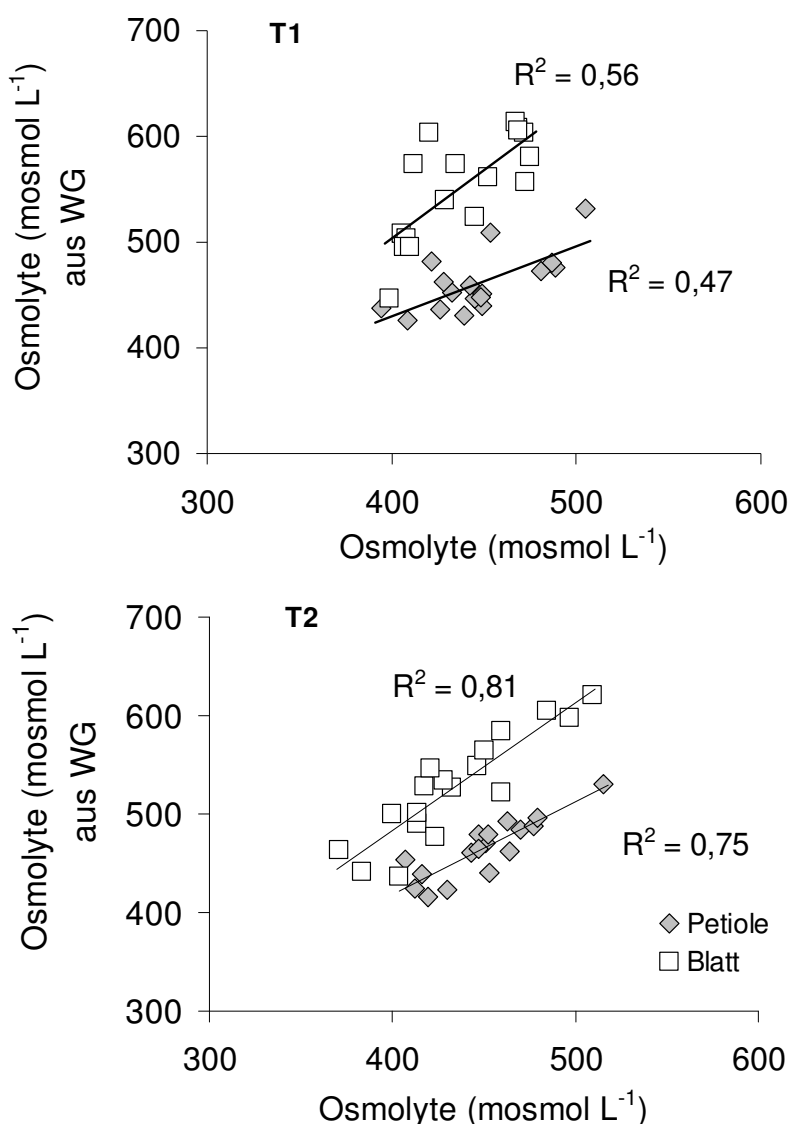 T1
Osmolyte (mosmol L⁻¹)
aus WG
700
600
500
400
300
R² = 0,56
R² = 0,47
300 400 500 600
Osmolyte (mosmol L⁻¹)
T2
Osmolyte (mosmol L⁻¹)
aus WG
700
600
500
400
300
R² = 0,81
R² = 0,75
Petiole
Blatt
300 400 500 600
Osmolyte (mosmol L⁻¹)